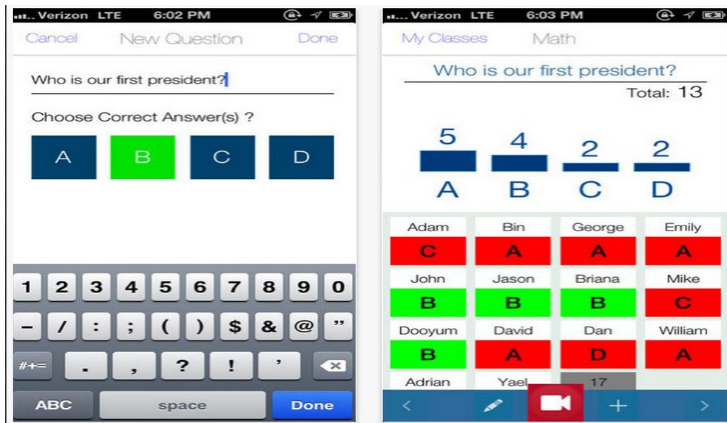 Verizon LTE 6:02 PM
Cancel New Question Done
Who is our first president?
Choose Correct Answer(s) ?
A B C D
1 2 3 4 5 6 7 8 9 0
- / : ; ( ) $ & @ "
#+= . , ? ! '
ABC space Done
... Verizon LTE 6:03 PM
My Classes Math
Who is our first president?
Total: 13
5 4 2 2
A B C D
Adam Bin George Emily
C A A A
John Jason Briana Mike
B B B C
Dooyum David Dan William
B A D A
Adrian Yael 17
< + >